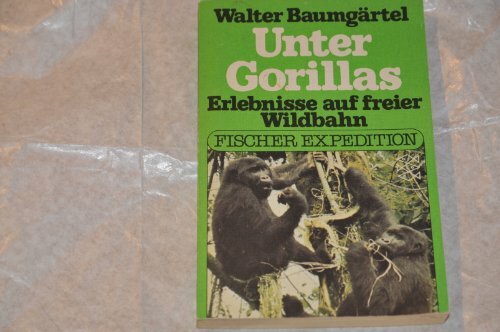 Walter Baumgärtel
Unter
Gorillas
Erlebnisse auf freier
Wildbahn
FISCHER EXPEDITION